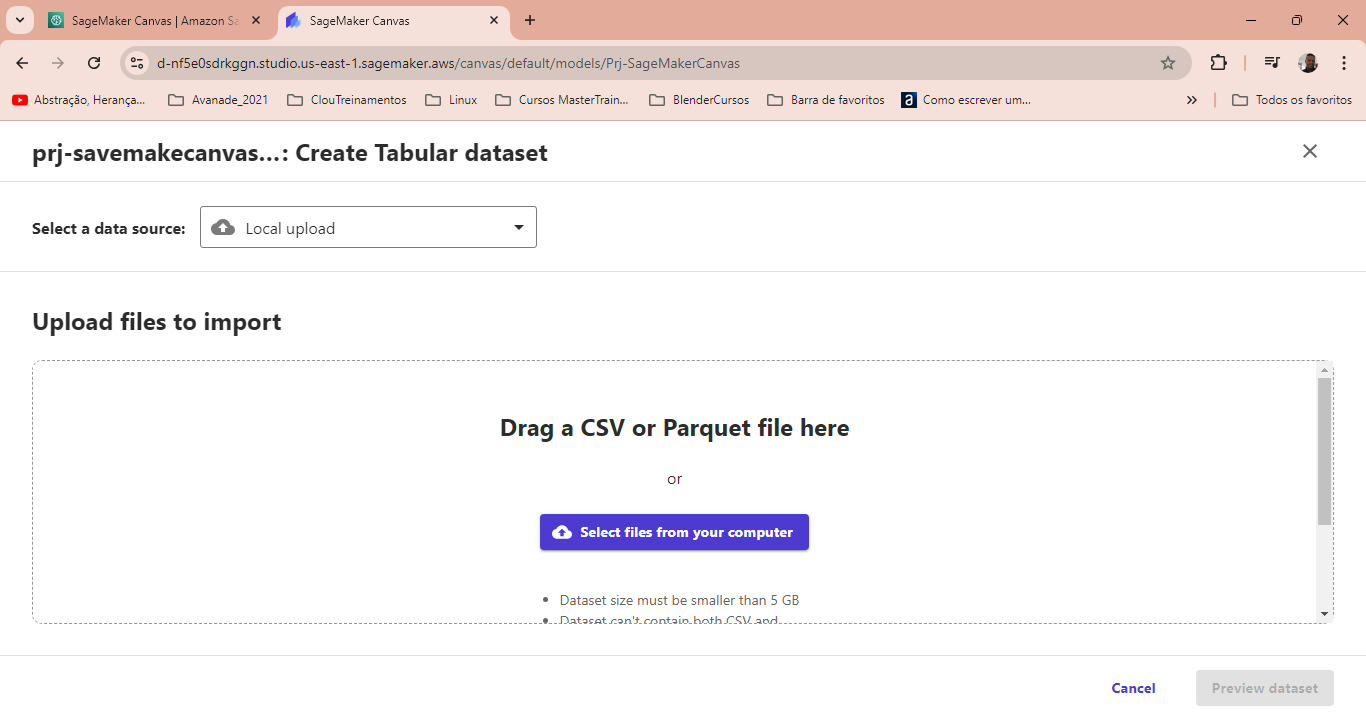 SageMaker Canvas | Amazon Sa
SageMaker Canvas
d-nf5e0sdrkggn.studio.us-east-1.sagemaker.aws/canvas/default/models/Prj-SageMakerCanvas
Abstração, Herança...
Avanade_2021
ClouTreinamentos
Linux
Cursos MasterTrain...
BlenderCursos
Barra de favoritos
a
Como escrever um...
Todos os favoritos
prj-savemakecanvas...: Create Tabular dataset
Select a data source:
Local upload
Upload files to import
Drag a CSV or Parquet file here
or
Select files from your computer
Dataset size must be smaller than 5 GB
Dataset can't contain both CSV and
Cancel
Preview dataset